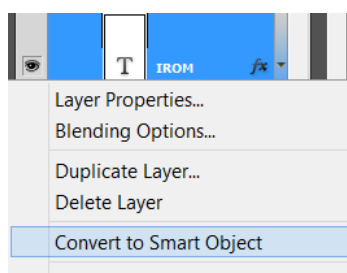 T IROM fx
Layer Properties...
Blending Options...
Duplicate Layer...
Delete Layer
Convert to Smart Object